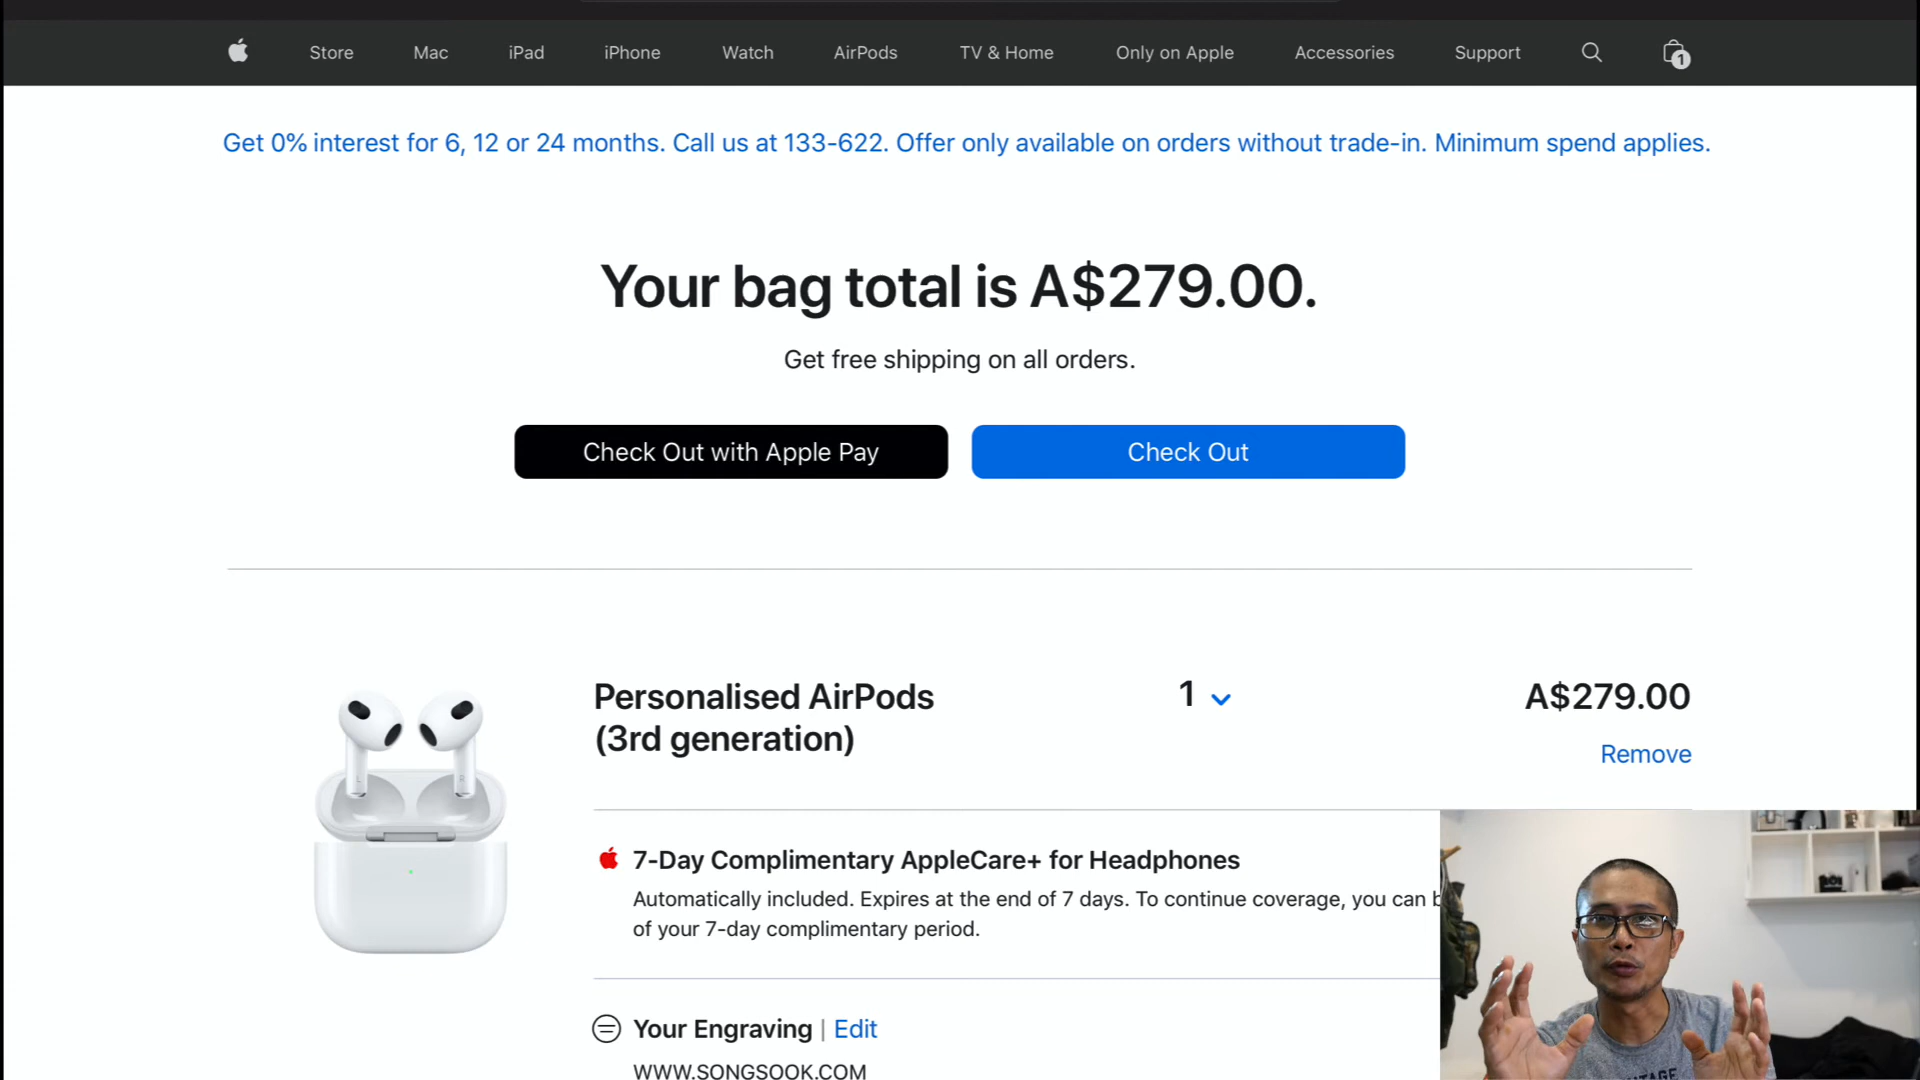 Store Mac iPad iPhone Watch AirPods TV & Home Only on Apple Accessories Support 1
Get 0% interest for 6, 12 or 24 months. Call us at 133-622. Offer only available on orders without trade-in. Minimum spend applies.
Your bag total is A$279.00.
Get free shipping on all orders.
Check Out with Apple Pay Check Out
Personalised AirPods 1 A$279.00
(3rd generation)
Remove
7-Day Complimentary AppleCare+ for Headphones
Automatically included. Expires at the end of 7 days. To continue coverage, you can
of your 7-day complimentary period.
Your Engraving | Edit
WWW.SONGSOOK.COM